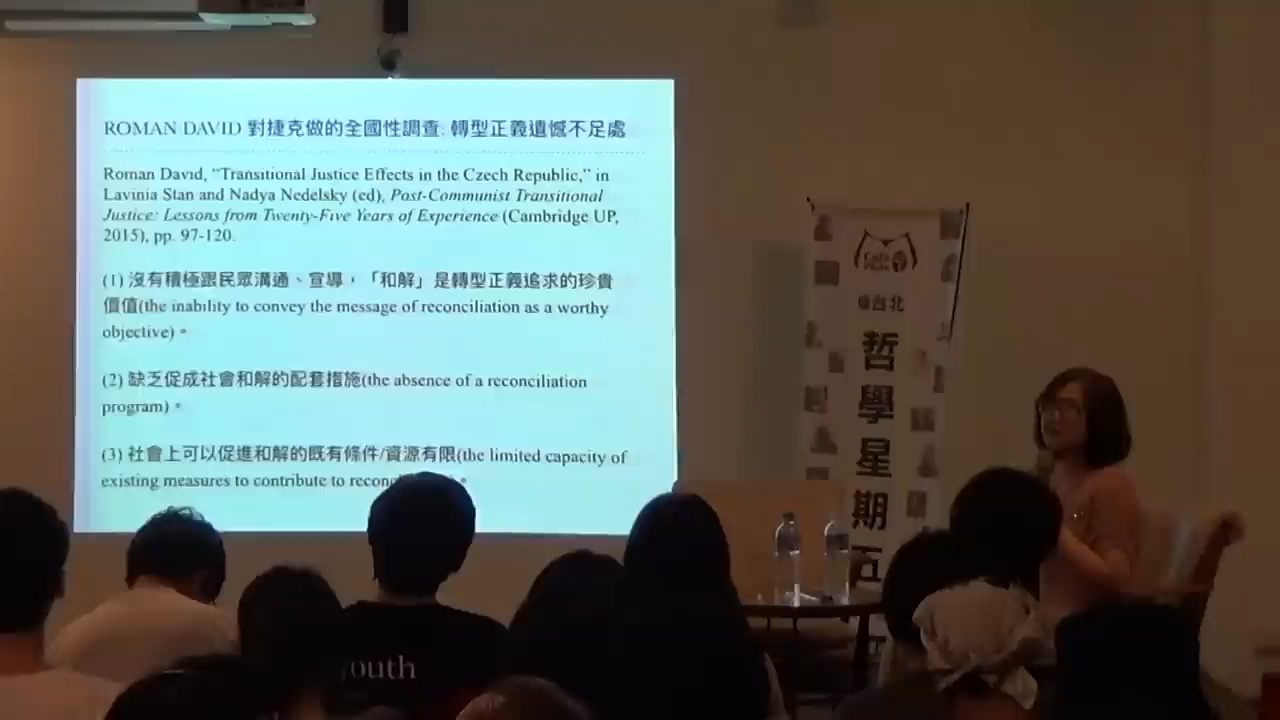 ROMAN DAVID 對捷克做的全國性調查: 轉型正義遺憾不足處
Roman David, “Transitional Justice Effects in the Czech Republic,” in
Lavinia Stan and Nadya Nedelsky (ed), Post-Communist Transitional
Justice: Lessons from Twenty-Five Years of Experience (Cambridge UP,
2015), pp. 97-120.
(1) 沒有積極跟民眾溝通、宣導，「和解」是轉型正義追求的珍貴
價值(the inability to convey the message of reconciliation as a worthy
objective)。
(2) 缺乏促成社會和解的配套措施(the absence of a reconciliation
program)。
(3) 社會上可以促進和解的既有條件/資源有限(the limited capacity of
existing measures to contribute to
Café
@台北
哲學星期五
youth